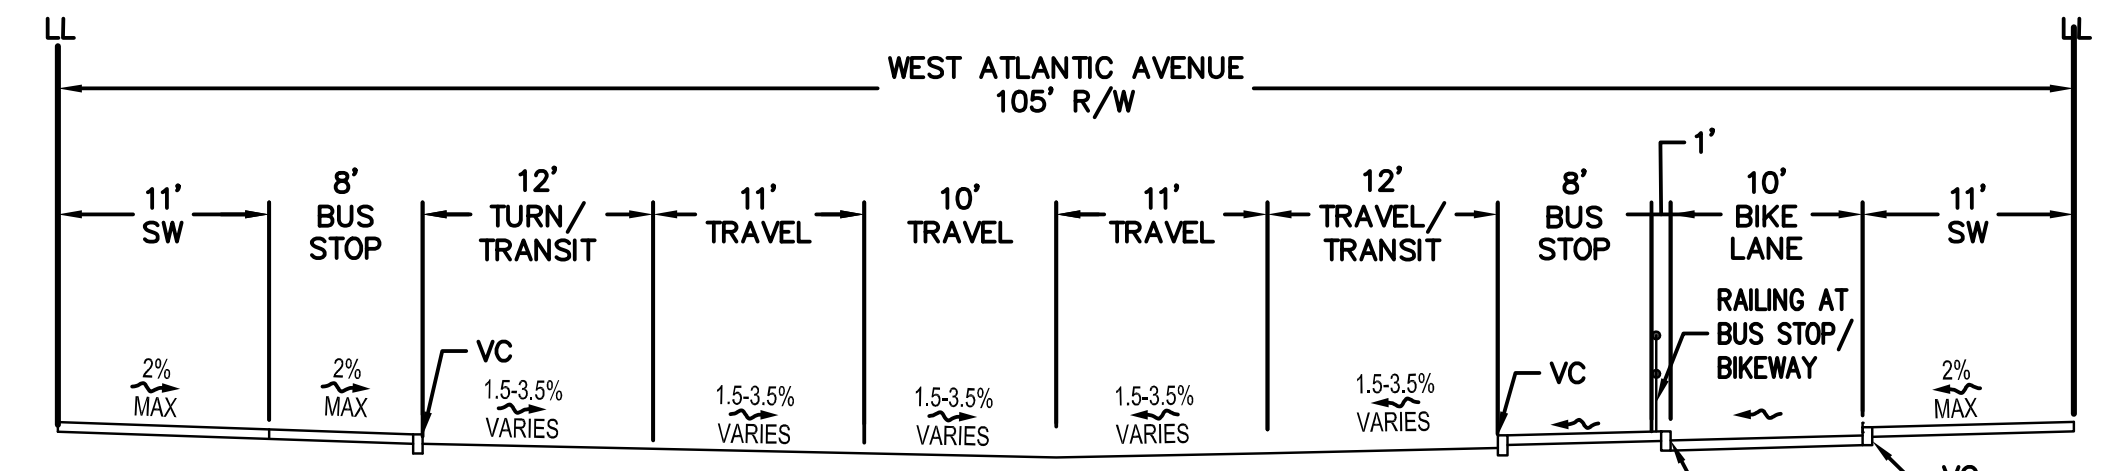 LL
LL
WEST ATLANTIC AVENUE
105' R/W
1'
11'
SW
8'
BUS
STOP
12'
TURN/
TRANSIT
11'
TRAVEL
10'
TRAVEL
11'
TRAVEL
12'
TRAVEL/
TRANSIT
8'
BUS
STOP
10'
BIKE
LANE
11'
SW
RAILING AT
BUS STOP/
BIKEWAY
VC
VC
2%
MAX
2%
MAX
1.5-3.5%
VARIES
1.5-3.5%
VARIES
1.5-3.5%
VARIES
1.5-3.5%
VARIES
1.5-3.5%
VARIES
2%
MAX
VC